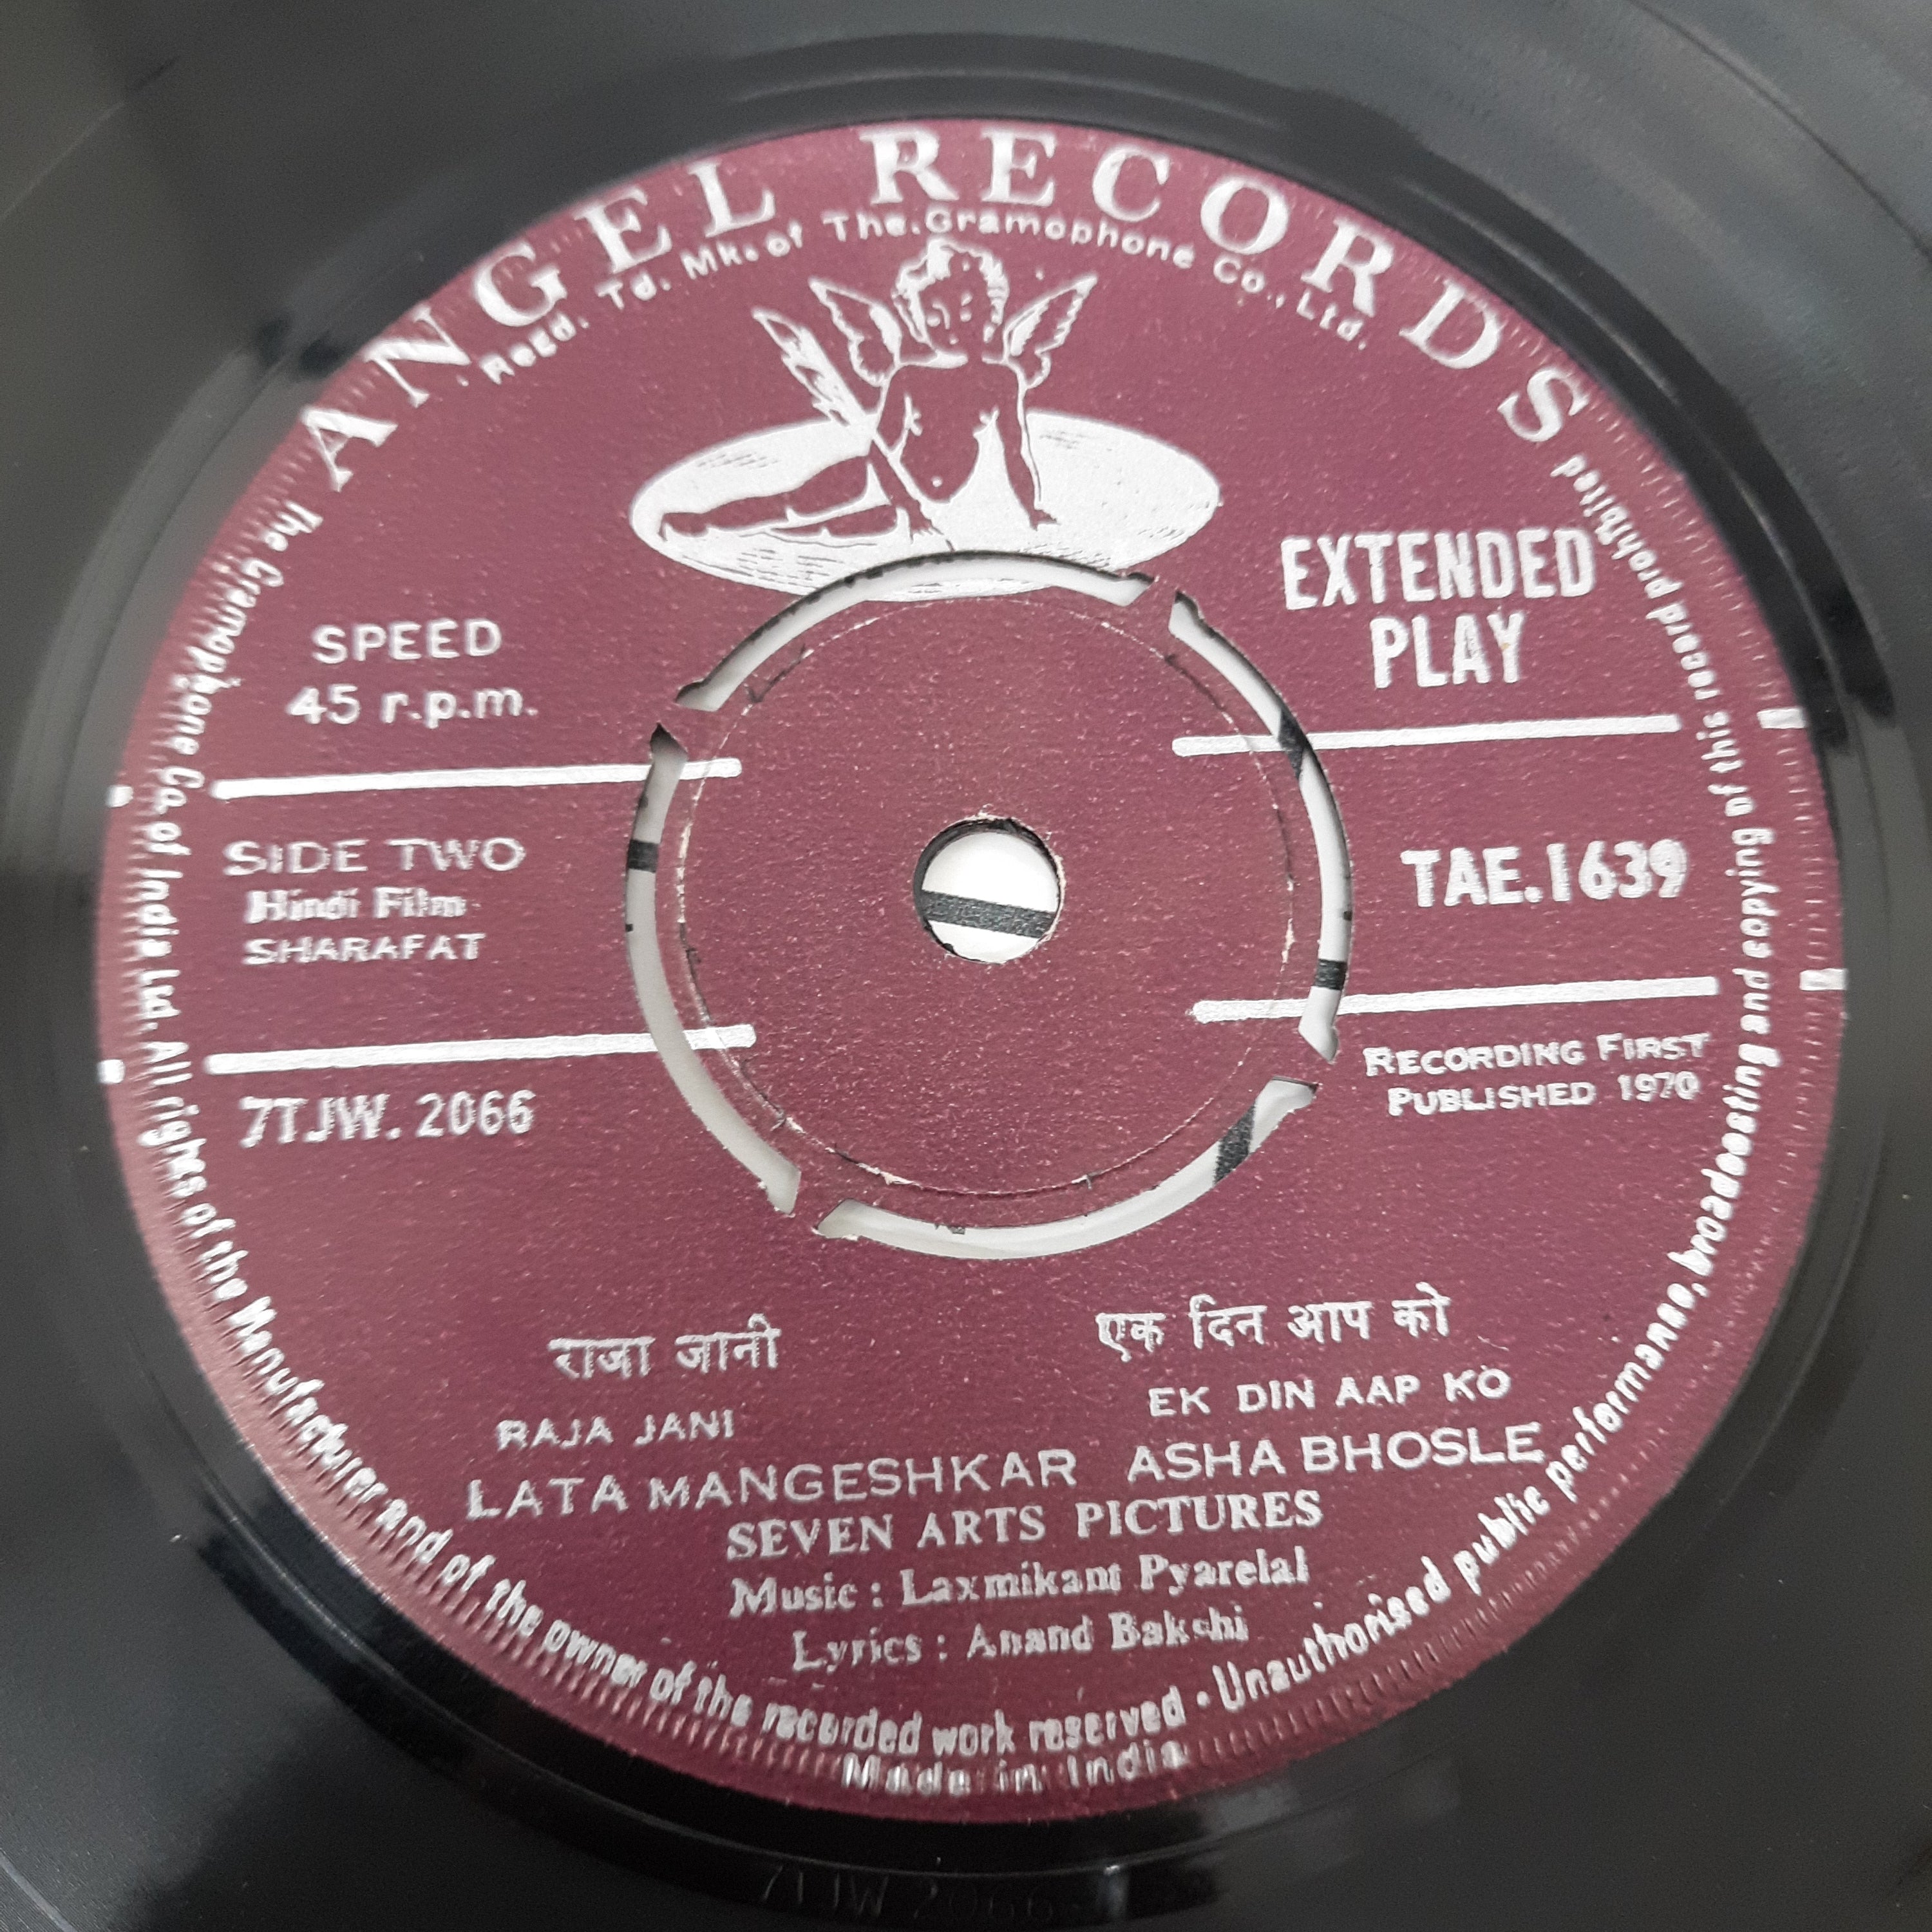 ANGEL RECORDS
Regd. Td. Mk. of The Gramophone Co., Ltd.
EXTENDED
PLAY
SPEED
45 r.p.m.
SIDE TWO
Hindi Film
SHARAFAT
TAE.1639
7TJW. 2066
RECORDING FIRST
PUBLISHED 1970
राजा जानी
एक दिन आप को
RAJA JANI
EK DIN AAP KO
LATA MANGESHKAR
ASHA BHOSLE
SEVEN ARTS PICTURES
Music : Laxmikant Pyarelal
Lyrics : Anand Bakshi
The Gramophone Co. of India Ltd. All rights of the Manufacturer and of the owner of the recorded work reserved · Unauthorised public performance, broadcasting and copying of this record prohibited
Made in India
7TJW 2066